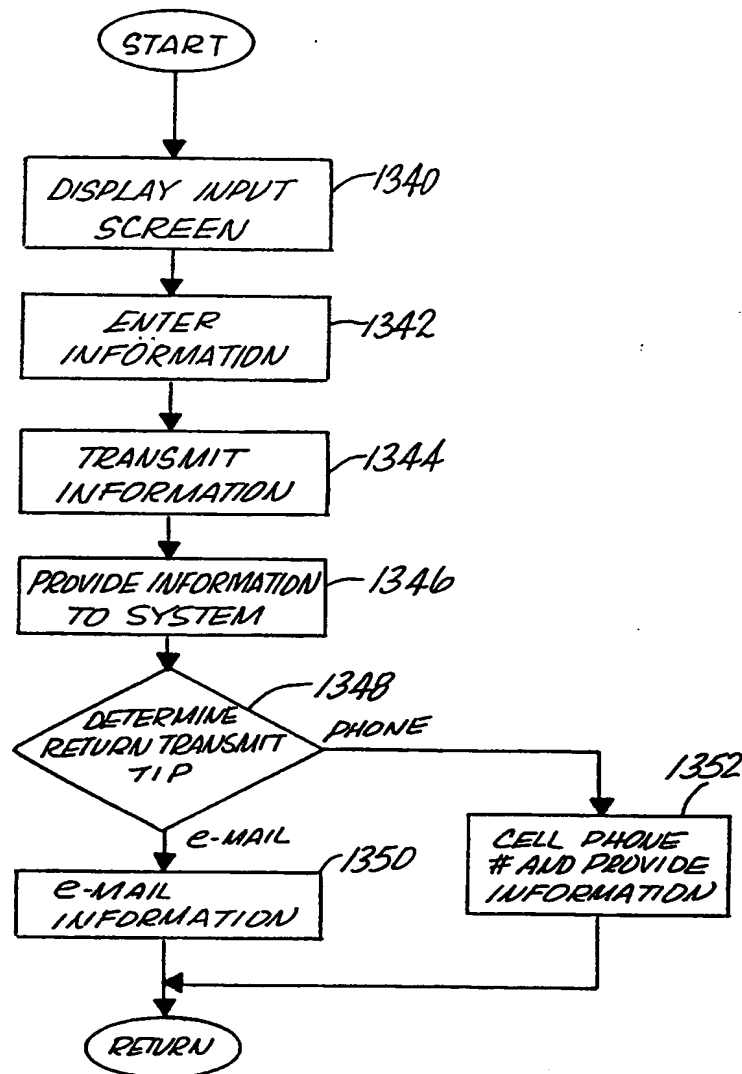 START
DISPLAY INPUT
SCREEN
1340
ENTER
INFORMATION
1342
TRANSMIT
INFORMATION
1344
PROVIDE INFORMATION
TO SYSTEM
1346
DETERMINE
RETURN TRANSMIT
TIP
1348
PHONE
e-MAIL
e-MAIL
INFORMATION
1350
CELL PHONE
# AND PROVIDE
INFORMATION
1352
RETURN